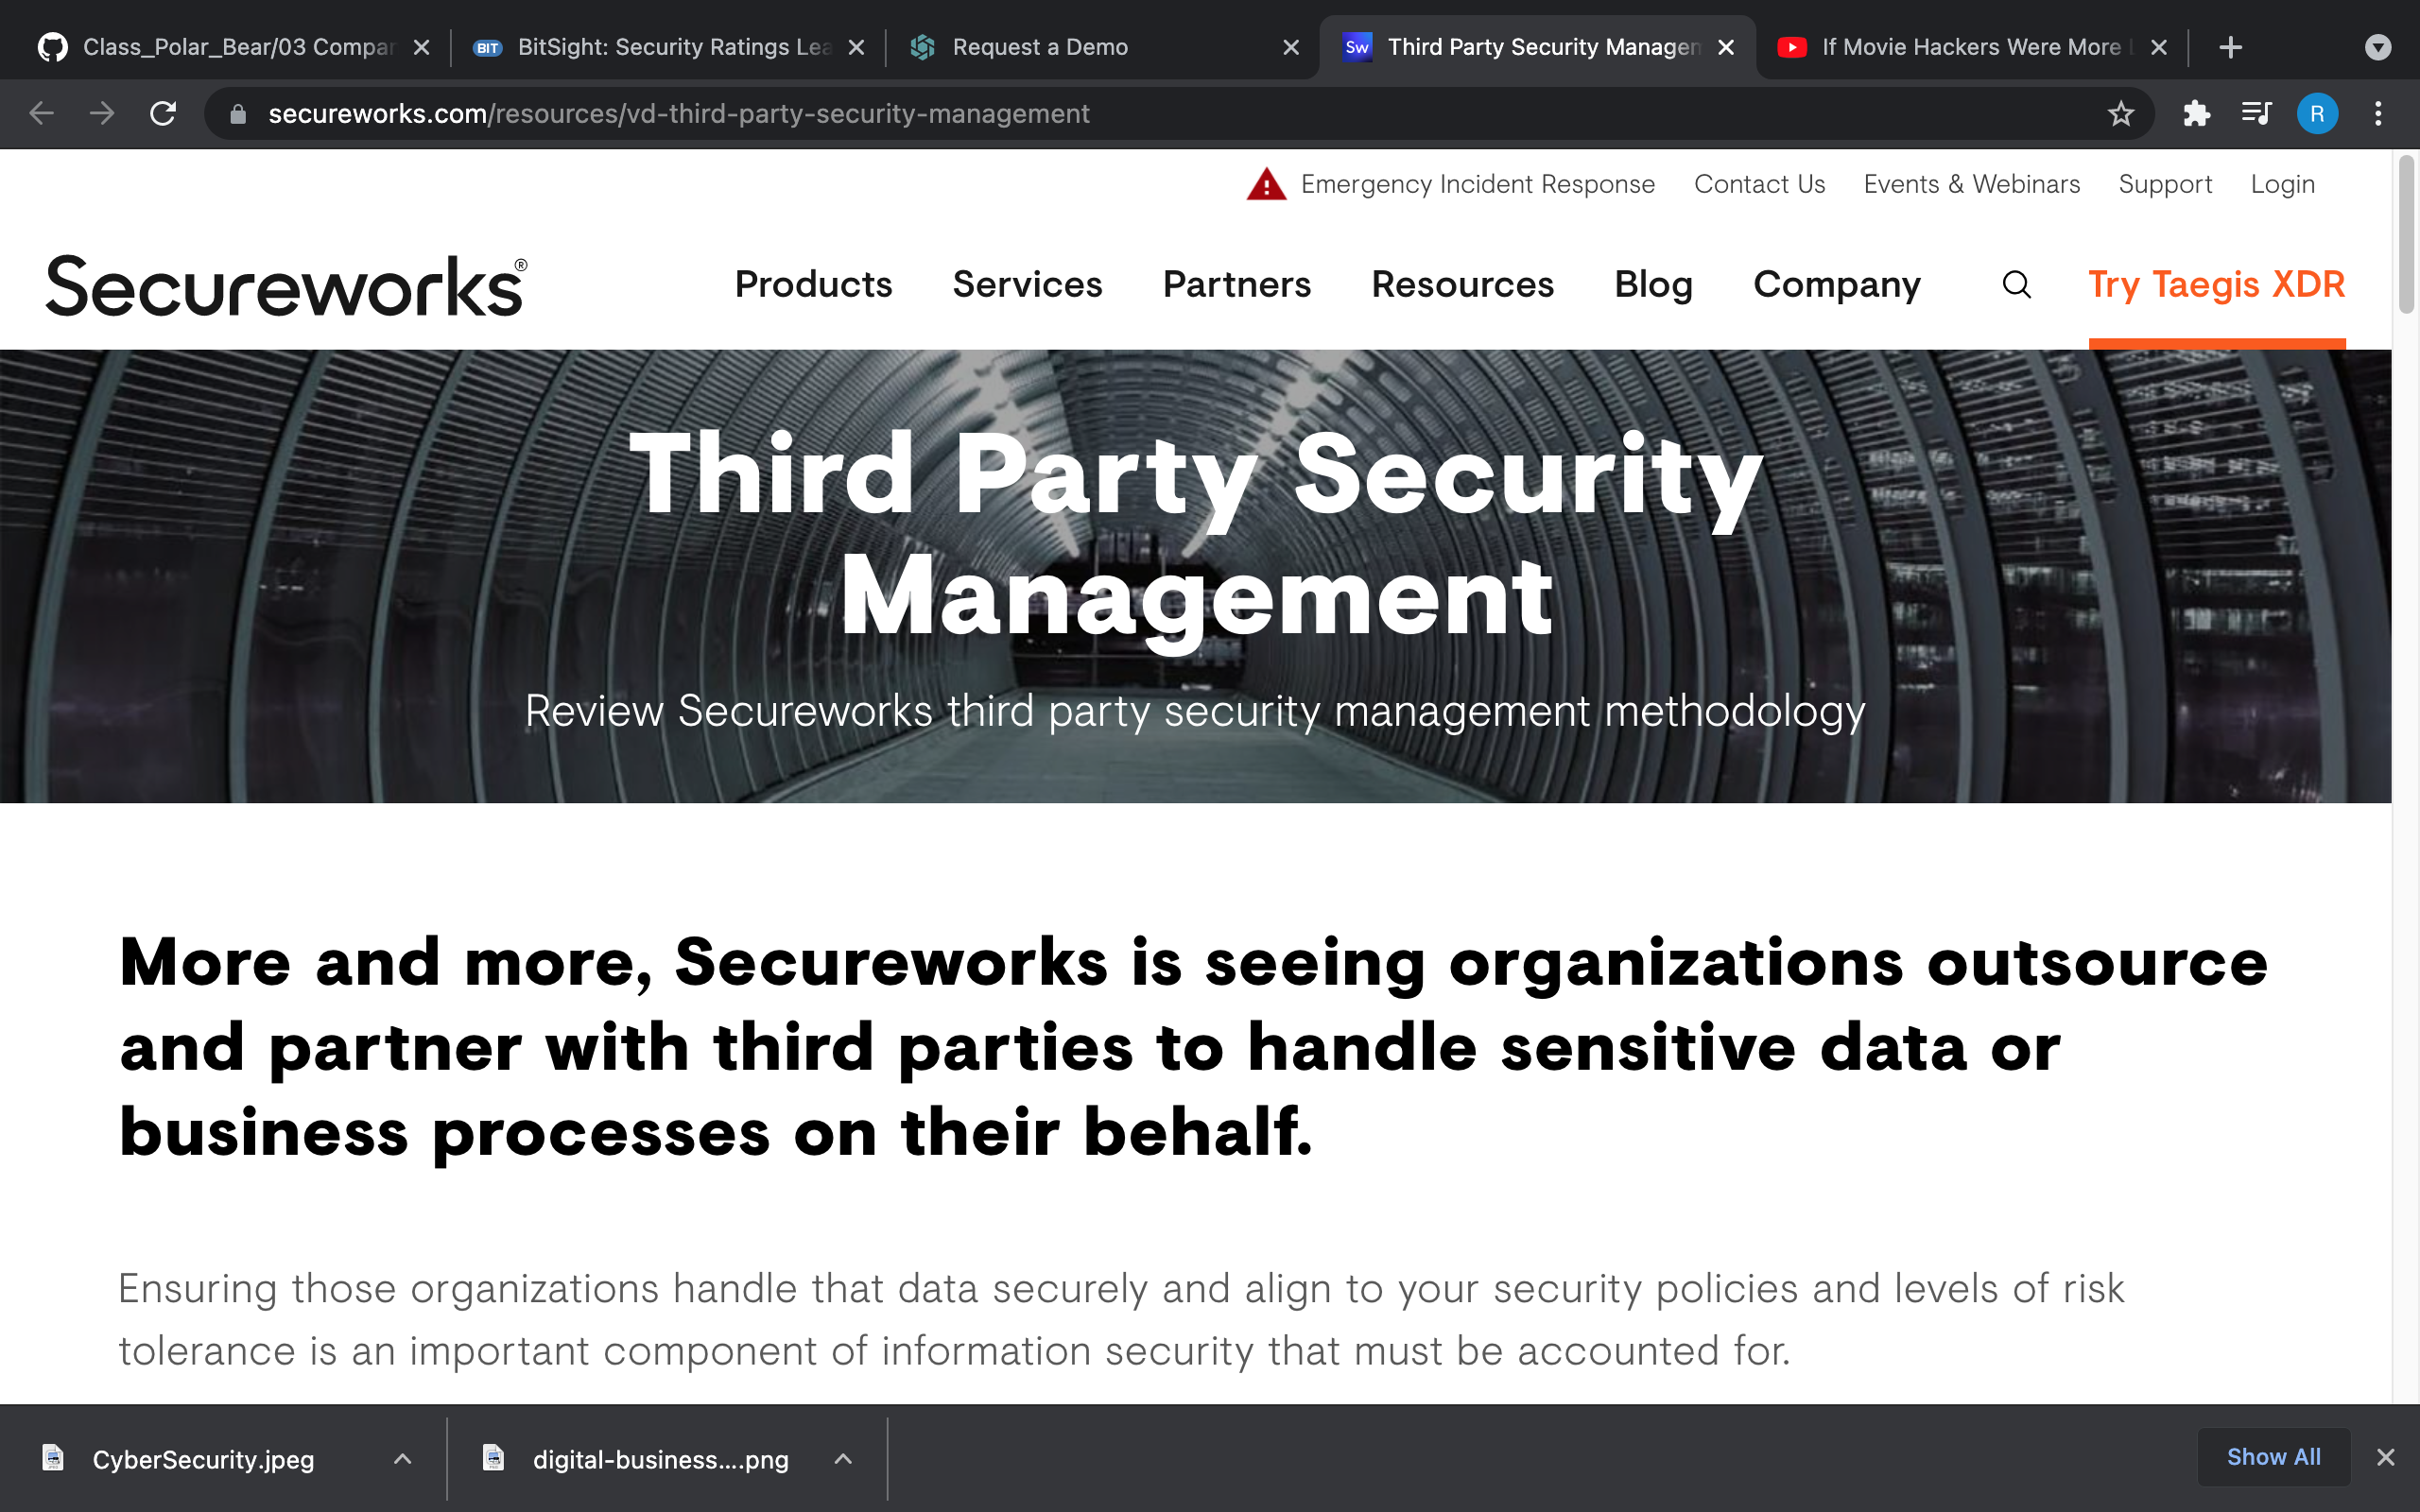 Class_Polar_Bear/03 Compar
BIT BitSight: Security Ratings Lea
Request a Demo
Sw Third Party Security Managem
If Movie Hackers Were More L
secureworks.com/resources/vd-third-party-security-management
R
Emergency Incident Response Contact Us Events & Webinars Support Login
Secureworks®
Products Services Partners Resources Blog Company Try Taegis XDR
Third Party Security
Management
Review Secureworks third party security management methodology
More and more, Secureworks is seeing organizations outsource
and partner with third parties to handle sensitive data or
business processes on their behalf.
Ensuring those organizations handle that data securely and align to your security policies and levels of risk
tolerance is an important component of information security that must be accounted for.
CyberSecurity.jpeg
digital-business....png
Show All